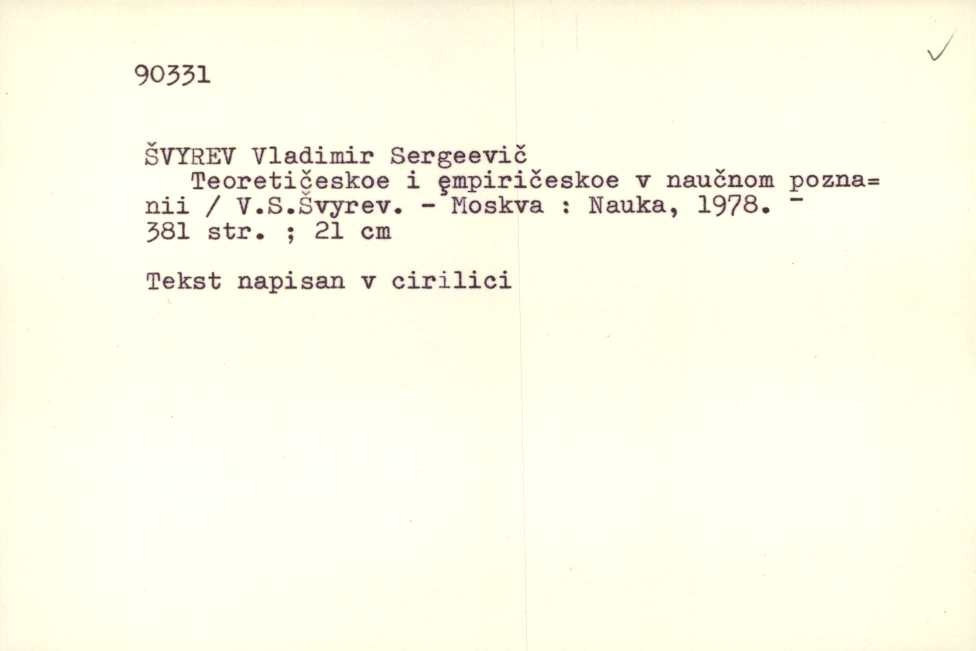 90331
ŠVYREV Vladimir Sergeevič
Teoretičeskoe i ęmpiričeskoe v naučnom pozna=
nii / V.S.Švyrev. - Moskva : Nauka, 1978. -
381 str. ; 21 cm
Tekst napisan v cirilici